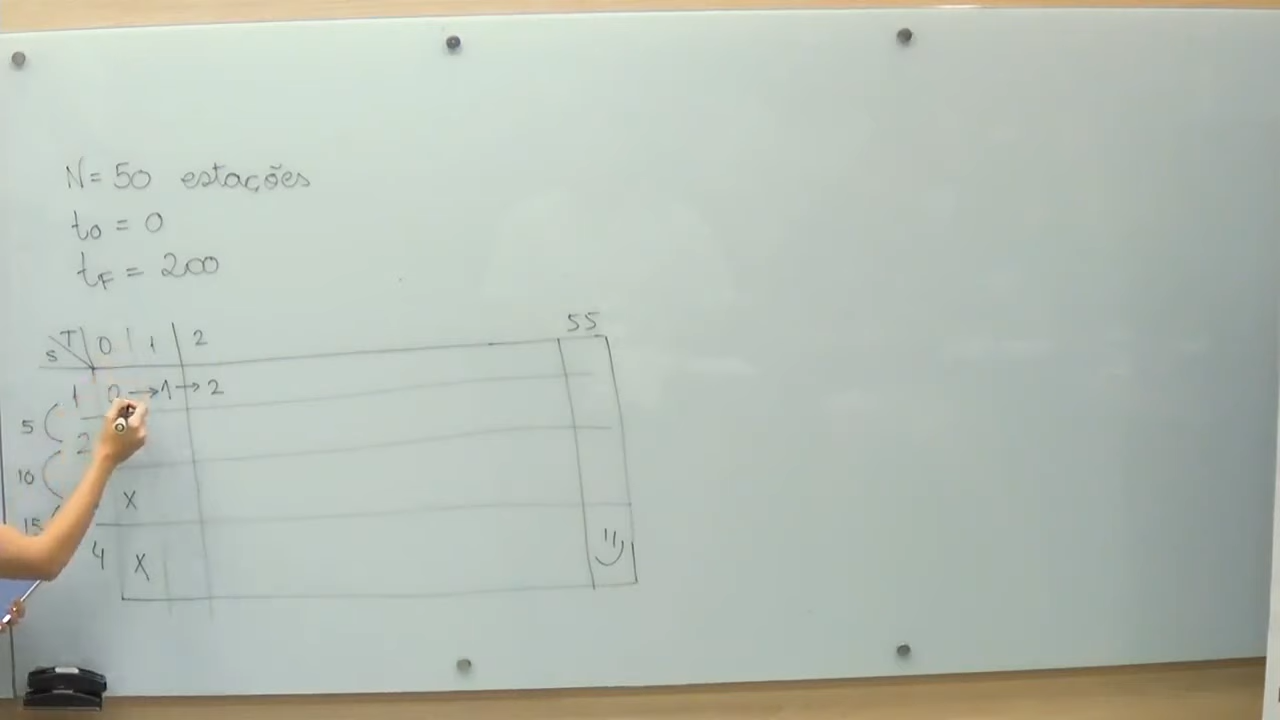 N = 50 estações
t0 = 0
tF = 200
55
S T 0 1 2
1 0 → 1 → 2
5
2
10
X
15
4 X